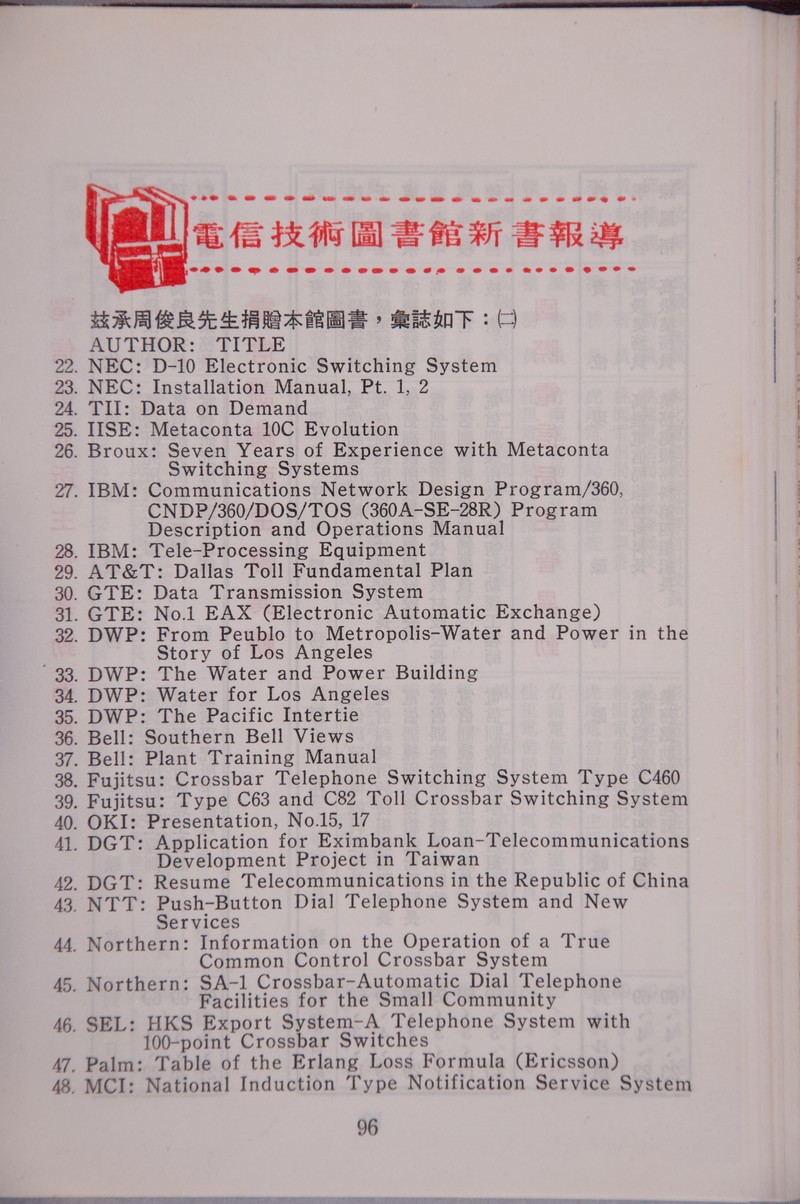 電信技術圖書館新書報導
玆承周俊良先生捐贈本館圖書，彙誌如下：㈡
AUTHOR: TITLE
22. NEC: D-10 Electronic Switching System
23. NEC: Installation Manual, Pt. 1, 2
24. TII: Data on Demand
25. IISE: Metaconta 10C Evolution
26. Broux: Seven Years of Experience with Metaconta
Switching Systems
27. IBM: Communications Network Design Program/360,
CNDP/360/DOS/TOS (360A-SE-28R) Program
Description and Operations Manual
28. IBM: Tele-Processing Equipment
29. AT&T: Dallas Toll Fundamental Plan
30. GTE: Data Transmission System
31. GTE: No.1 EAX (Electronic Automatic Exchange)
32. DWP: From Peublo to Metropolis-Water and Power in the
Story of Los Angeles
33. DWP: The Water and Power Building
34. DWP: Water for Los Angeles
35. DWP: The Pacific Intertie
36. Bell: Southern Bell Views
37. Bell: Plant Training Manual
38. Fujitsu: Crossbar Telephone Switching System Type C460
39. Fujitsu: Type C63 and C82 Toll Crossbar Switching System
40. OKI: Presentation, No.15, 17
41. DGT: Application for Eximbank Loan-Telecommunications
Development Project in Taiwan
42. DGT: Resume Telecommunications in the Republic of China
43. NTT: Push-Button Dial Telephone System and New
Services
44. Northern: Information on the Operation of a True
Common Control Crossbar System
45. Northern: SA-1 Crossbar-Automatic Dial Telephone
Facilities for the Small Community
46. SEL: HKS Export System-A Telephone System with
100-point Crossbar Switches
47. Palm: Table of the Erlang Loss Formula (Ericsson)
48. MCI: National Induction Type Notification Service System
96